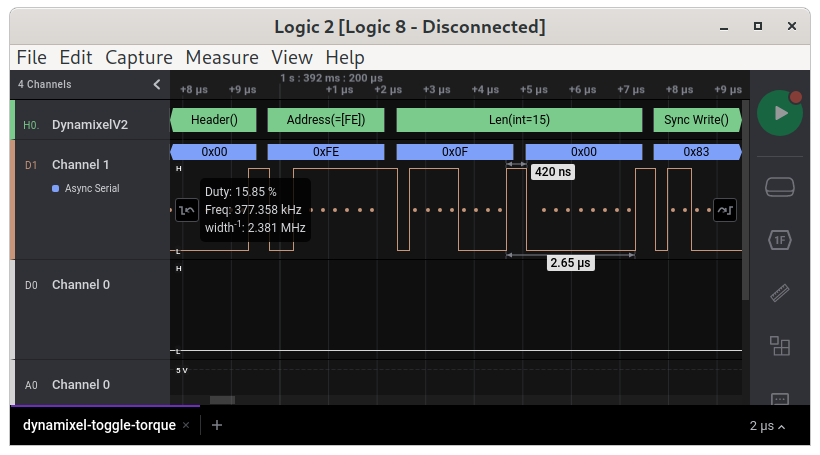 Logic 2 [Logic 8 - Disconnected]
File Edit Capture Measure View Help
4 Channels
1 s : 392 ms : 200 µs
+8 µs +9 µs +1 µs +2 µs +3 µs +4 µs +5 µs +6 µs +7 µs +8 µs +9 µs
H0. DynamixelV2
Header() Address(=[FE]) Len(int=15) Sync Write()
0x00 0xFE 0x0F 0x00 0x83
D1 Channel 1
Async Serial
H
420 ns
Duty: 15.85 %
Freq: 377.358 kHz
width-1: 2.381 MHz
1F
L
2.65 µs
H
D0 Channel 0
L
5 V
A0 Channel 0
dynamixel-toggle-torque × +
2 µs